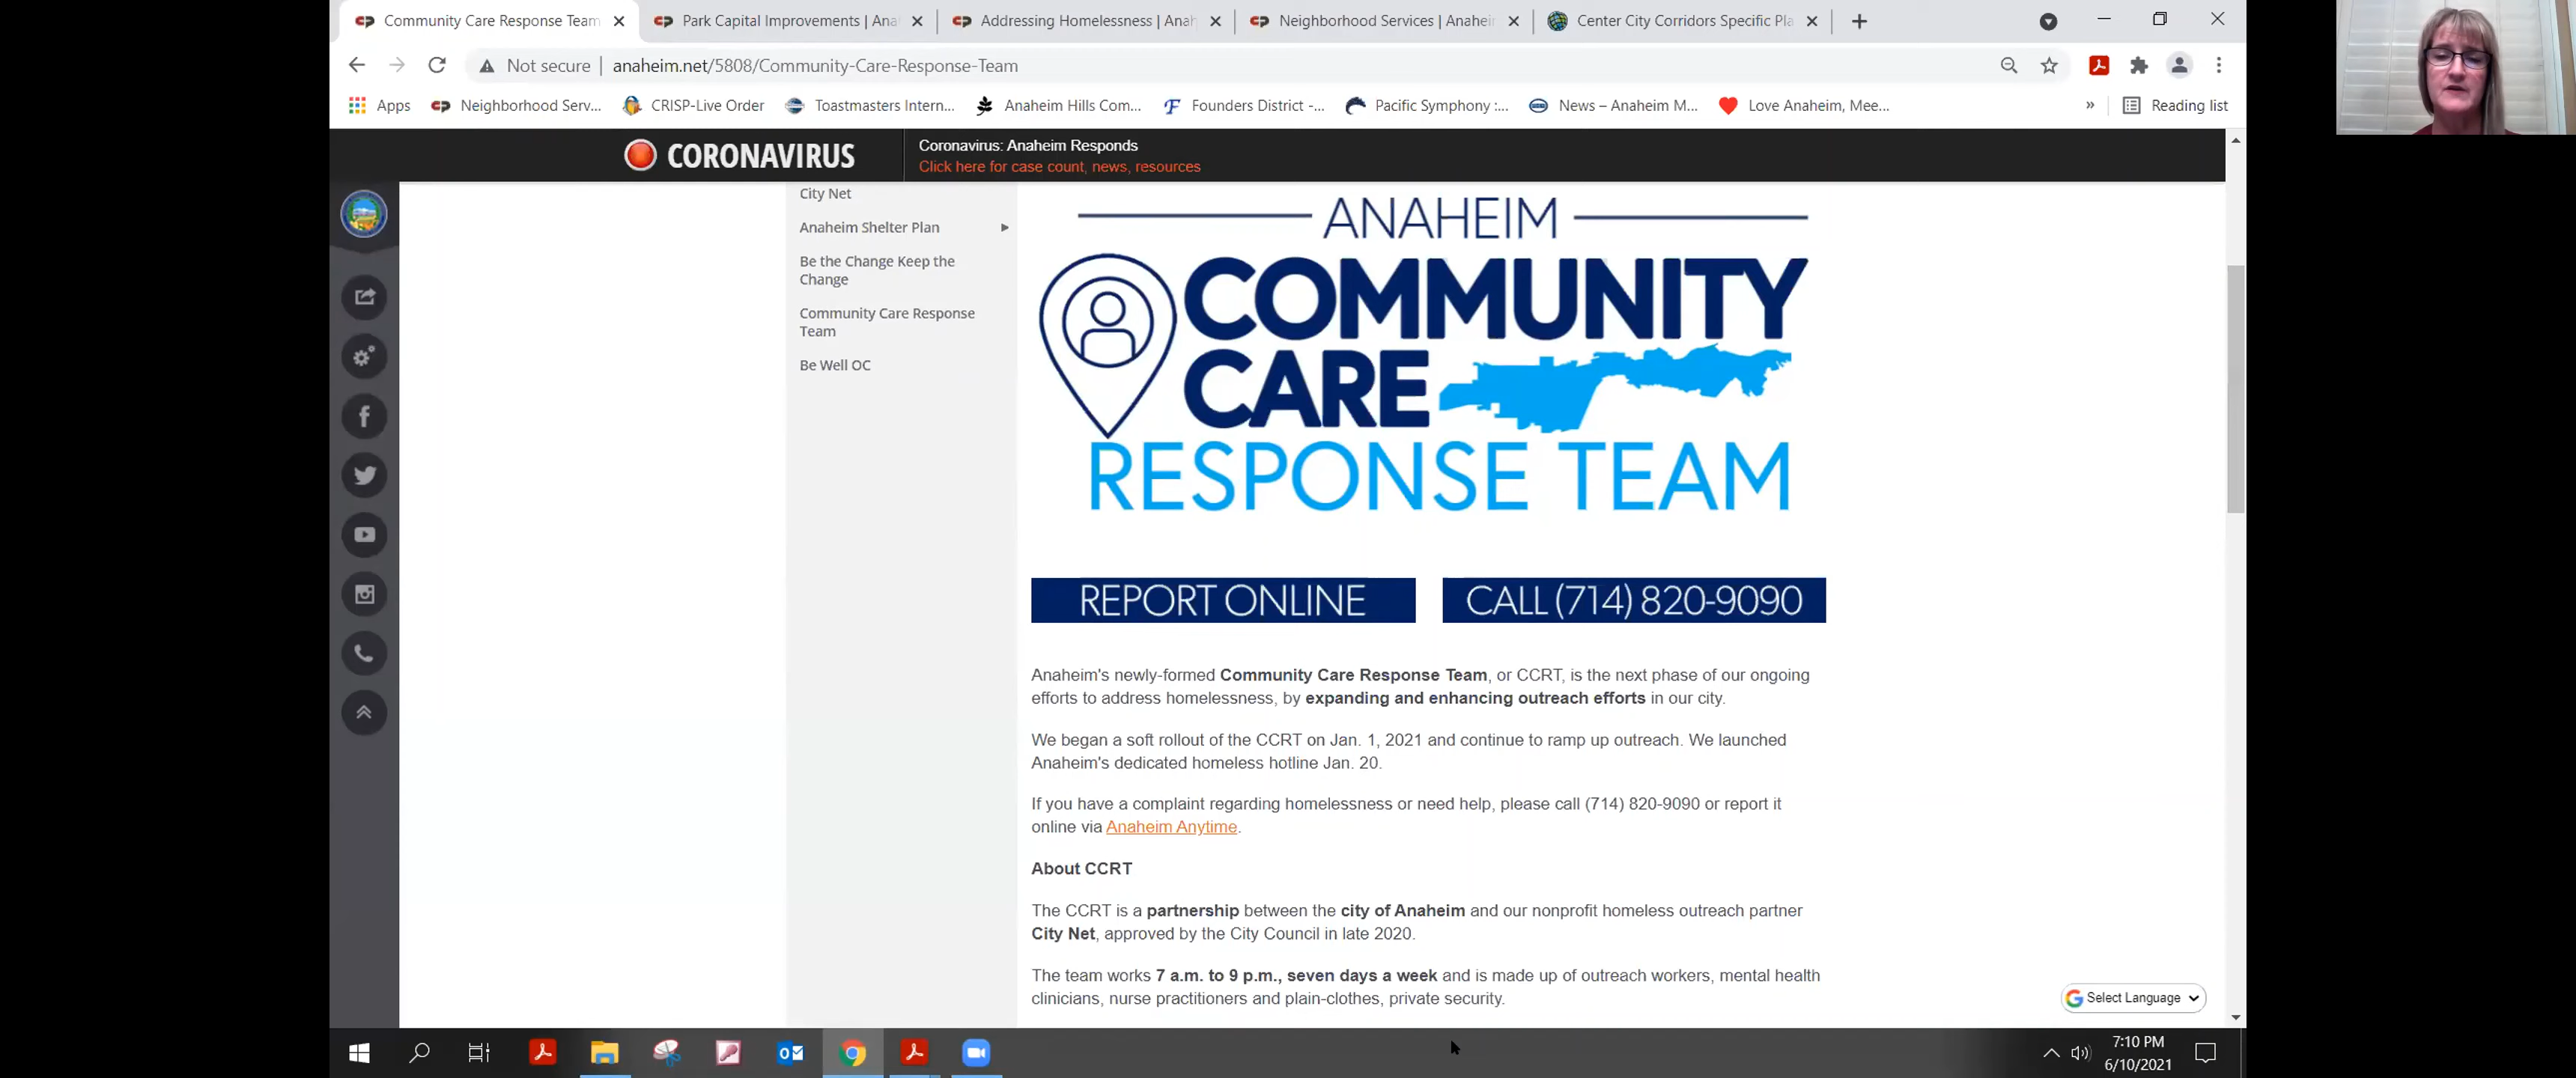 Community Care Response Team
Park Capital Improvements | Ana
Addressing Homelessness | Anah
Neighborhood Services | Anaheim
Center City Corridors Specific Pla
Not secure
anaheim.net/5808/Community-Care-Response-Team
Apps
Neighborhood Serv...
CRISP-Live Order
Toastmasters Intern...
Anaheim Hills Com...
Founders District -...
Pacific Symphony :...
News – Anaheim M...
Love Anaheim, Mee...
»
Reading list
CORONAVIRUS
Coronavirus: Anaheim Responds
Click here for case count, news, resources
City Net
Anaheim Shelter Plan
Be the Change Keep the
Change
Community Care Response
Team
Be Well OC
ANAHEIM
COMMUNITY
CARE
RESPONSE TEAM
REPORT ONLINE
CALL (714) 820-9090
Anaheim's newly-formed Community Care Response Team, or CCRT, is the next phase of our ongoing
efforts to address homelessness, by expanding and enhancing outreach efforts in our city.
We began a soft rollout of the CCRT on Jan. 1, 2021 and continue to ramp up outreach. We launched
Anaheim's dedicated homeless hotline Jan. 20.
If you have a complaint regarding homelessness or need help, please call (714) 820-9090 or report it
online via Anaheim Anytime.
About CCRT
The CCRT is a partnership between the city of Anaheim and our nonprofit homeless outreach partner
City Net, approved by the City Council in late 2020.
The team works 7 a.m. to 9 p.m., seven days a week and is made up of outreach workers, mental health
clinicians, nurse practitioners and plain-clothes, private security.
Select Language
7:10 PM
6/10/2021